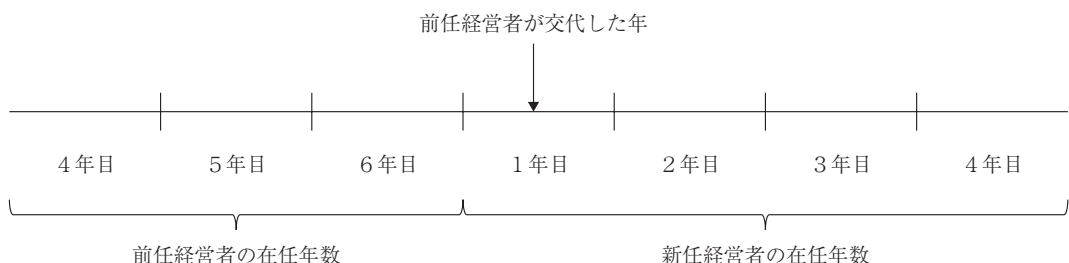 前任経営者が交代した年
４年目 ５年目 ６年目 １年目 ２年目 ３年目 ４年目
前任経営者の在任年数 新任経営者の在任年数